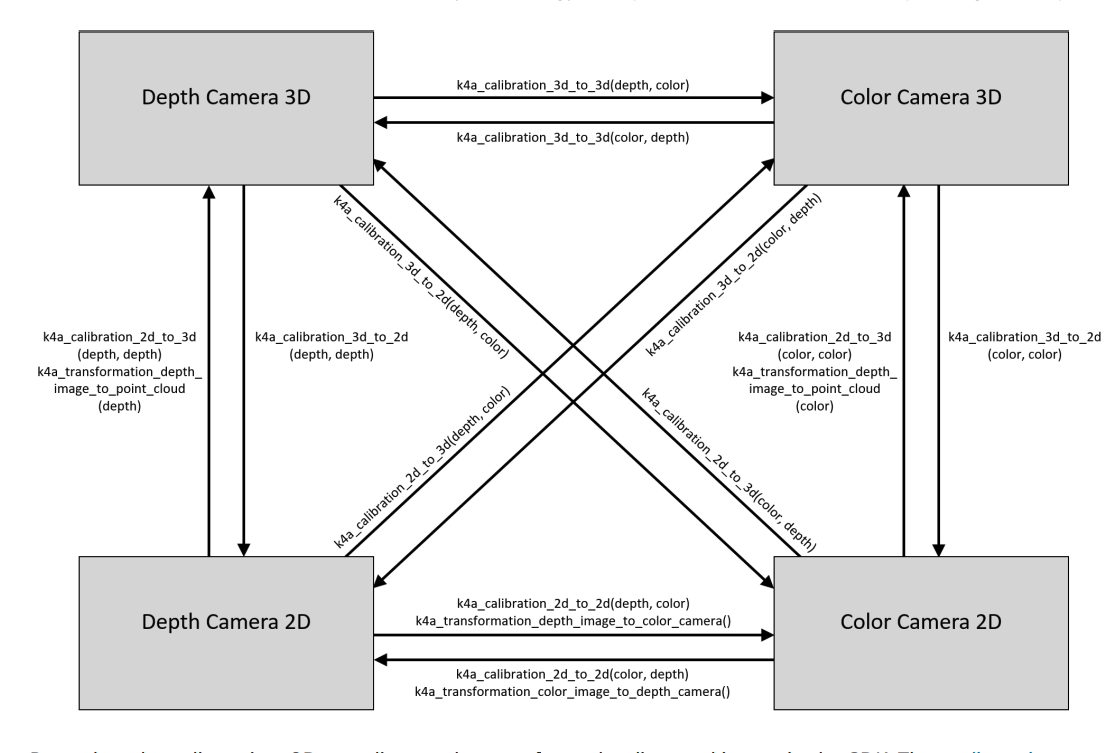 Depth Camera 3D
k4a_calibration_3d_to_3d(depth, color)
k4a_calibration_3d_to_3d(color, depth)
Color Camera 3D
k4a_calibration_3d_to_2d(depth, color)
k4a_calibration_3d_to_2d(color, depth)
k4a_calibration_2d_to_3d
(depth, depth)
k4a_transformation_depth_
image_to_point_cloud
(depth)
k4a_calibration_3d_to_2d
(depth, depth)
k4a_calibration_2d_to_3d
(color, color)
k4a_transformation_depth_
image_to_point_cloud
(color)
k4a_calibration_3d_to_2d
(color, color)
k4a_calibration_2d_to_3d(depth, color)
k4a_calibration_2d_to_3d(color, depth)
Depth Camera 2D
k4a_calibration_2d_to_2d(depth, color)
k4a_transformation_depth_image_to_color_camera()
k4a_calibration_2d_to_2d(color, depth)
k4a_transformation_color_image_to_depth_camera()
Color Camera 2D